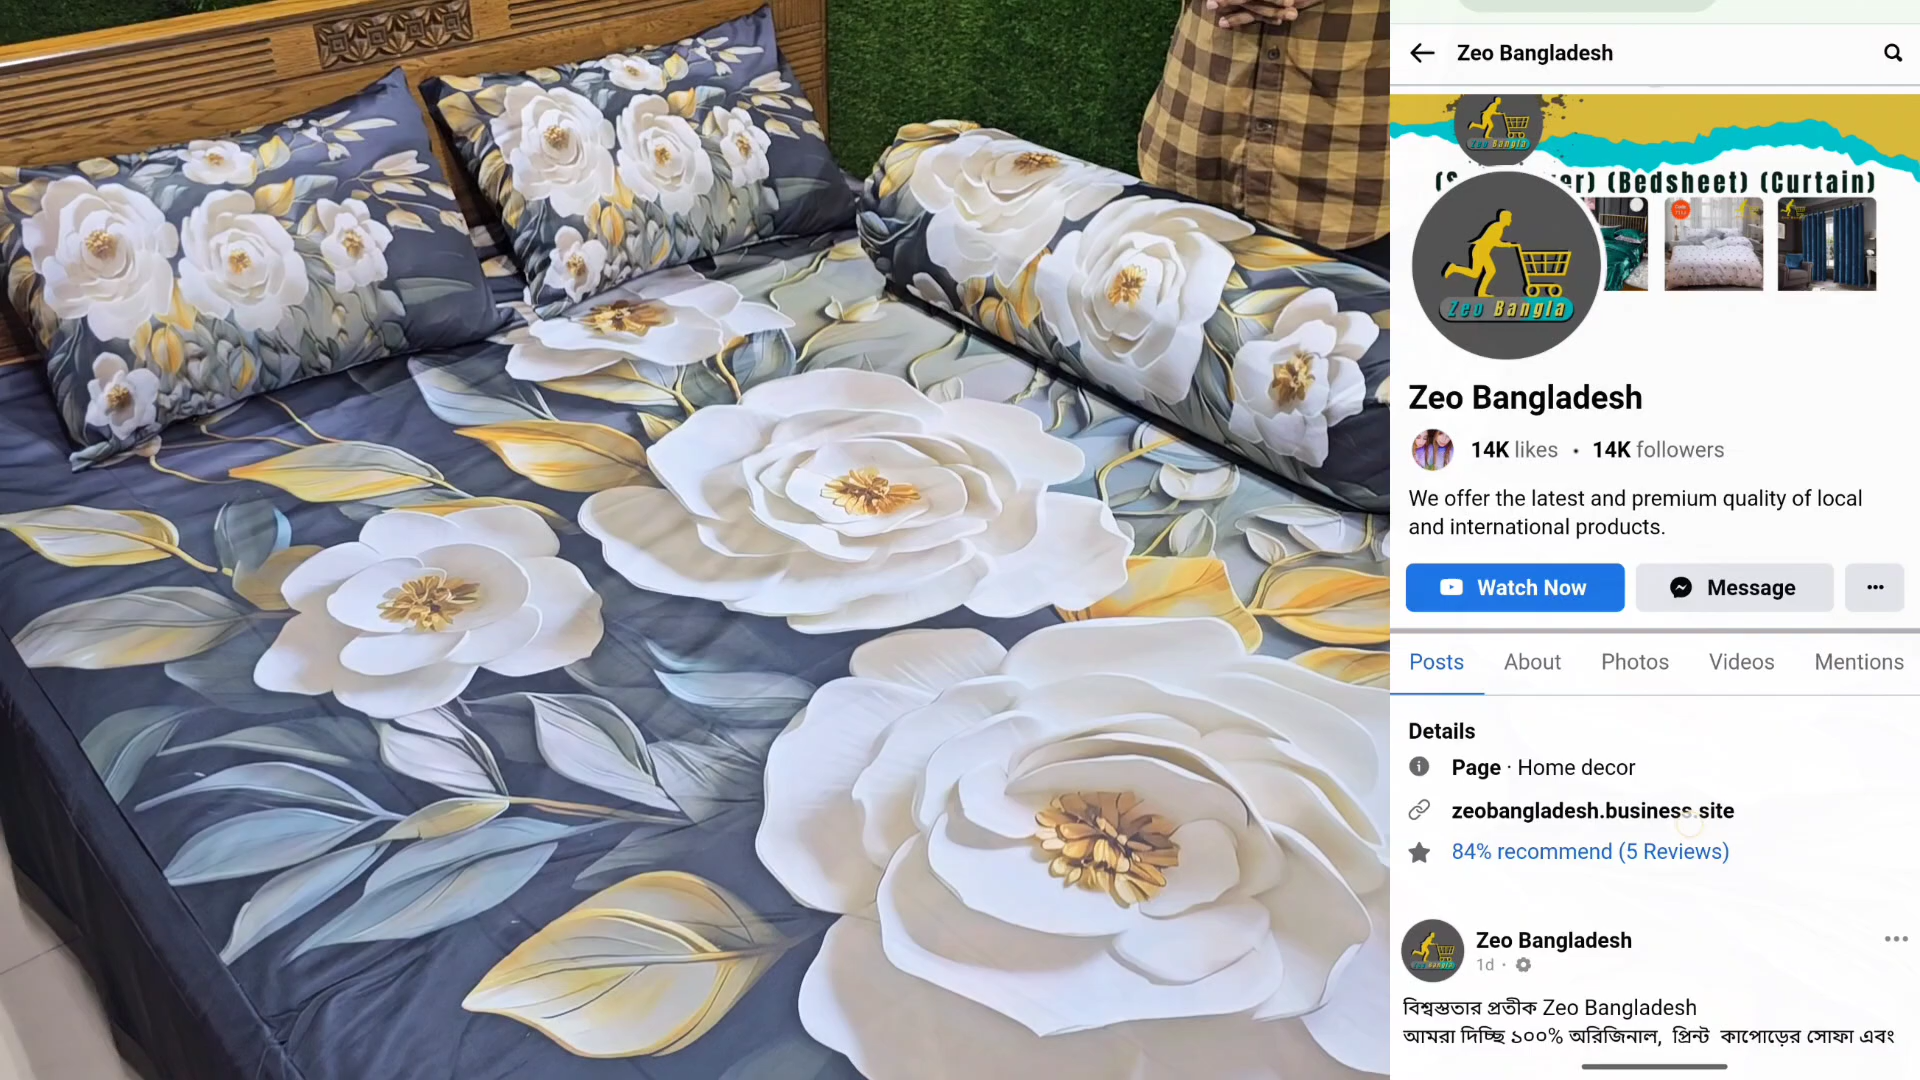 Zeo Bangladesh
Zeo Bangla
(Bedsheet) (Curtain)
Zeo Bangla
Zeo Bangladesh
14K likes • 14K followers
We offer the latest and premium quality of local
and international products.
Watch Now
Message
Posts
About
Photos
Videos
Mentions
Details
Page · Home decor
zeobangladesh.business.site
84% recommend (5 Reviews)
Zeo Bangladesh
1d
বিশ্বস্ততার প্রতীক Zeo Bangladesh
আমরা দিচ্ছি ১০০% অরিজিনাল, প্রিন্ট কাপোড়ের সোফা এবং